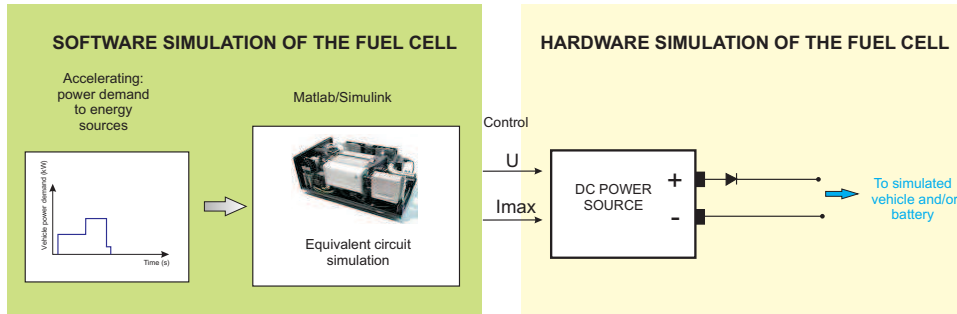 SOFTWARE SIMULATION OF THE FUEL CELL
Accelerating:
power demand
to energy
sources
Vehicle power demand (kW)
Time (s)
Matlab/Simulink
Equivalent circuit
simulation
Control
U
Imax
HARDWARE SIMULATION OF THE FUEL CELL
DC POWER
SOURCE
+
-
To simulated
vehicle and/or
battery